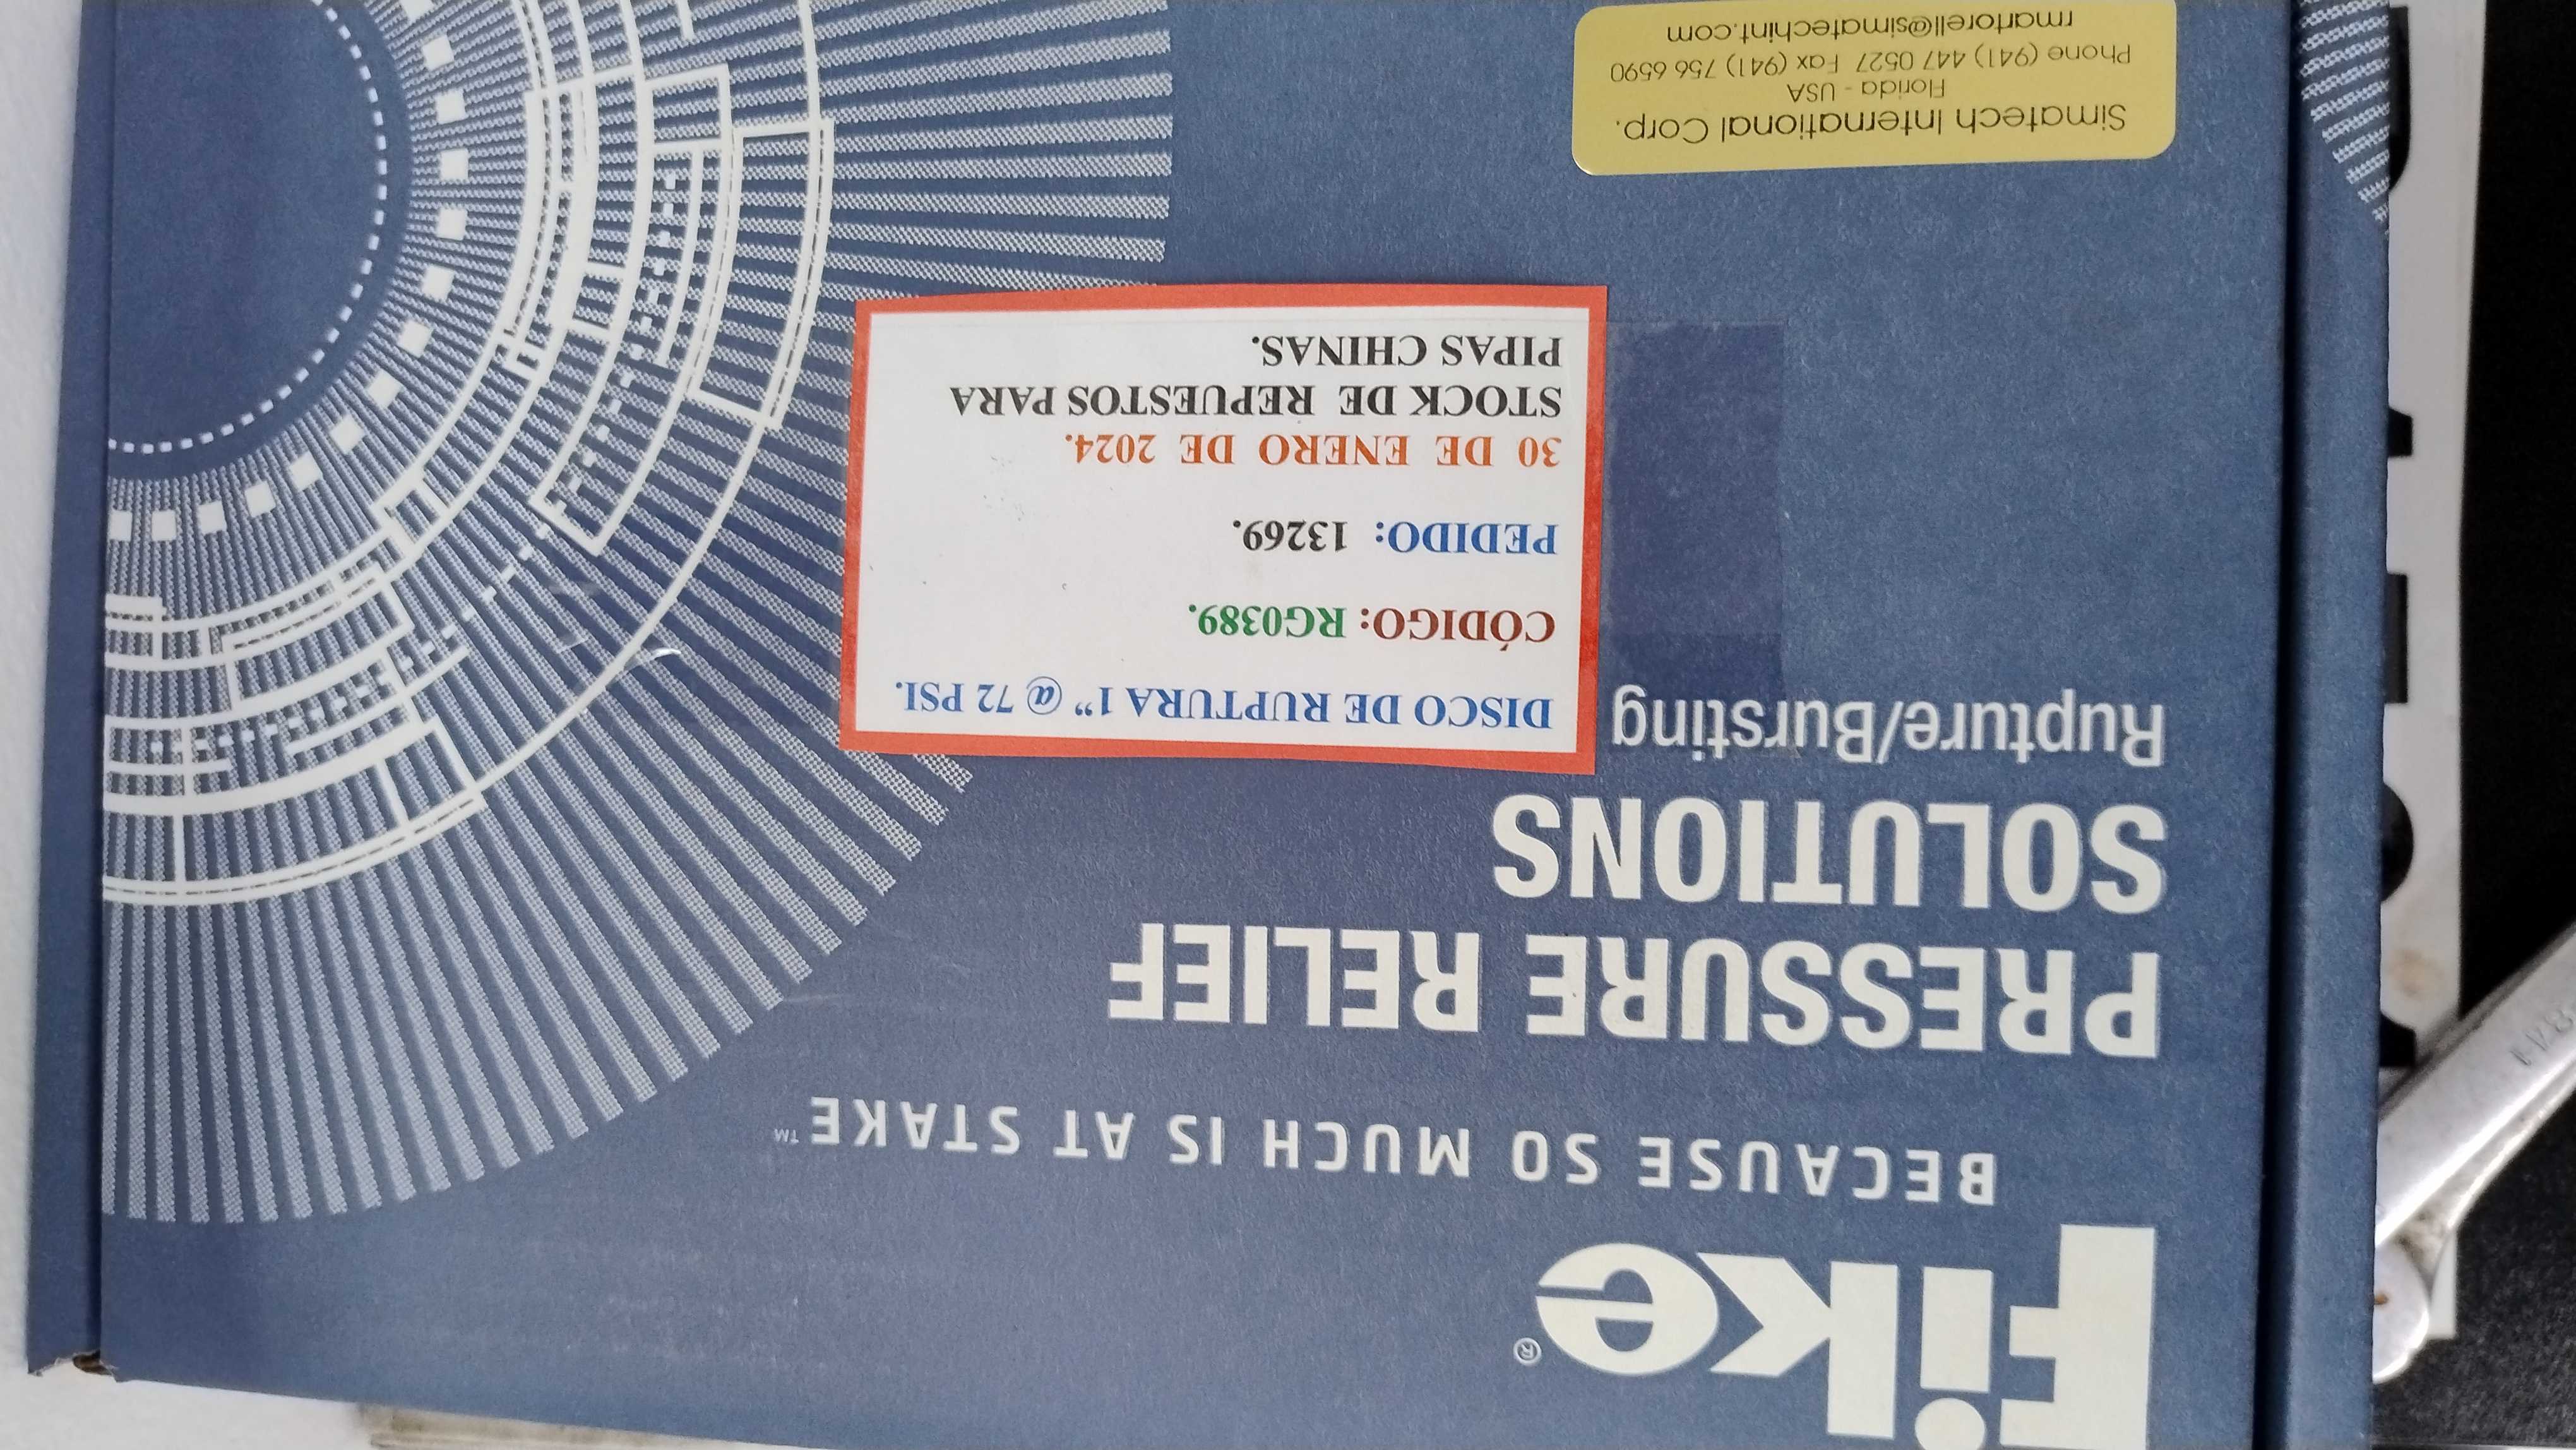 Fike®
BECAUSE SO MUCH IS AT STAKE™
PRESSURE RELIEF
SOLUTIONS
Rupture/Bursting
DISCO DE RUPTURA 1” @ 72 PSI.
CÓDIGO: RG0389.
PEDIDO: 13269.
30 DE ENERO DE 2024.
STOCK DE REPUESTOS PARA
PIPAS CHINAS.
Simatech International Corp.
Florida - USA
Phone (941) 447 0527 Fax (941) 756 6590
rmartorell@simatechint.com